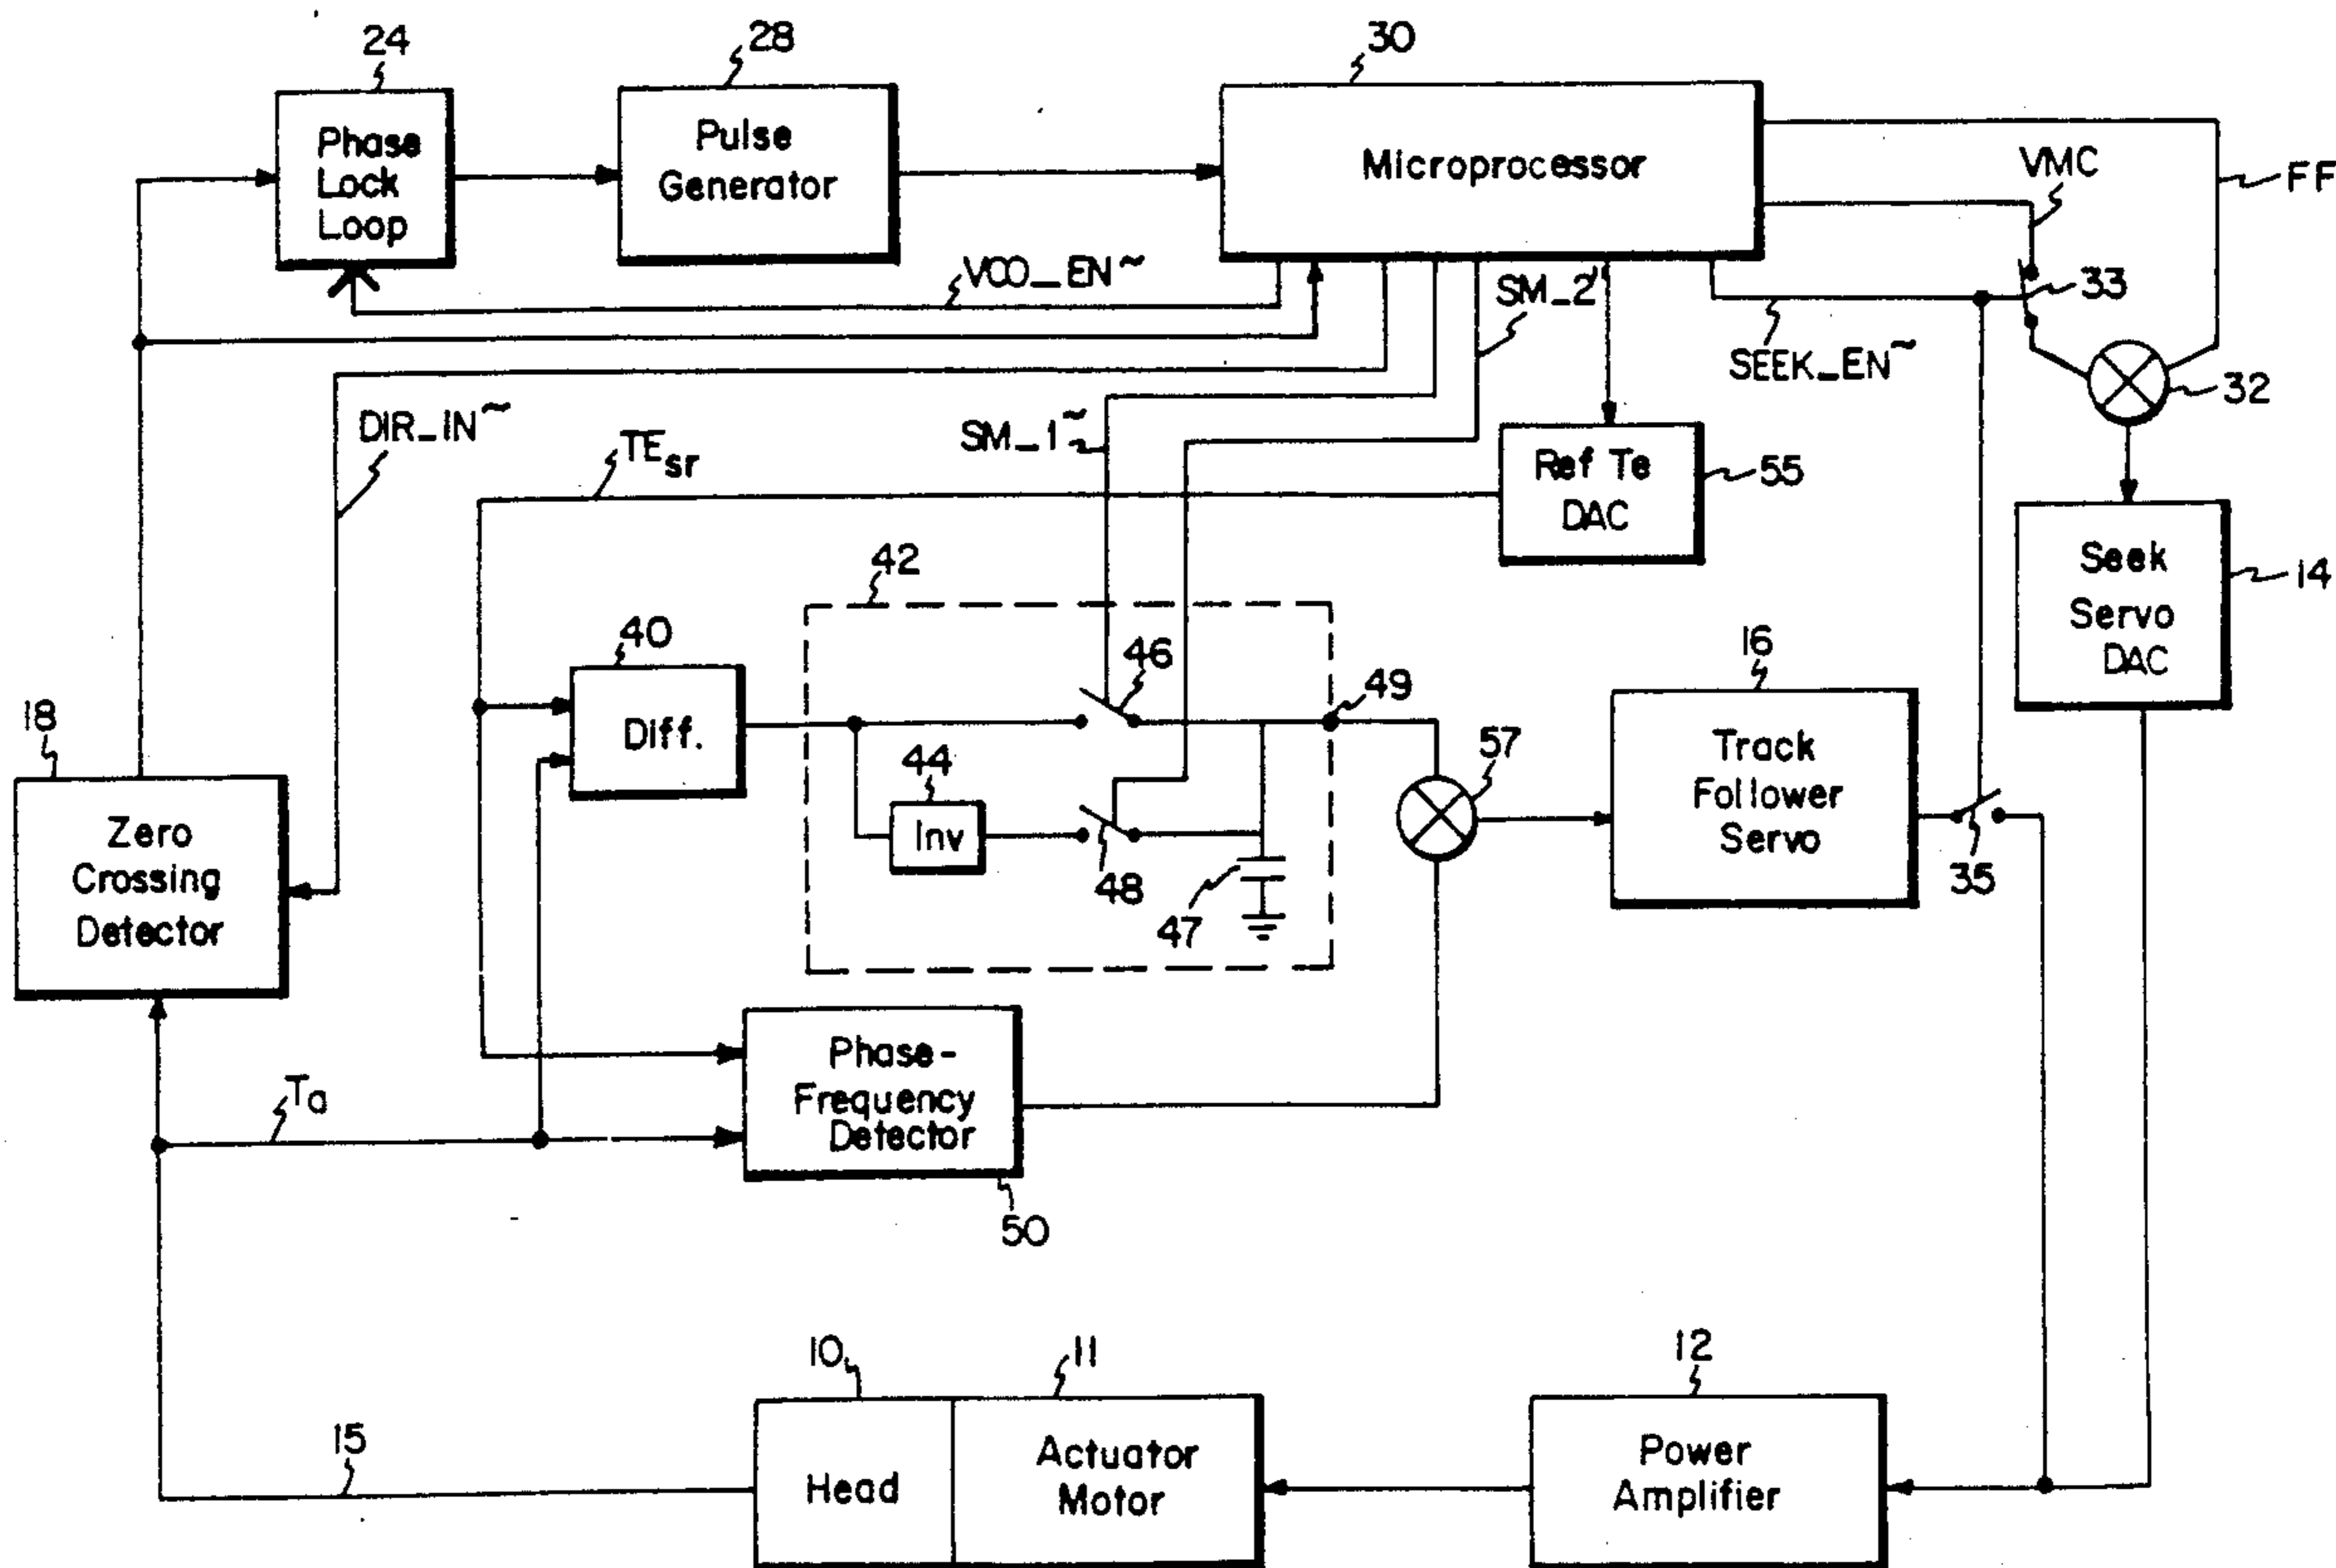 24
28
30
Phase
Lock
Loop
Pulse
Generator
Microprocessor
VMC
FF
VCO_EN~
SM_2'
33
SEEK_EN~
32
DIR_IN~
TE_sr
SM_1~
Ref Te
DAC
55
42
Seek
Servo
DAC
14
40
46
49
16
18
Diff.
57
Track
Follower
Servo
44
Inv
48
47
35
Zero
Crossing
Detector
Phase-
Frequency
Detector
Ta
50
10
11
12
15
Head
Actuator
Motor
Power
Amplifier